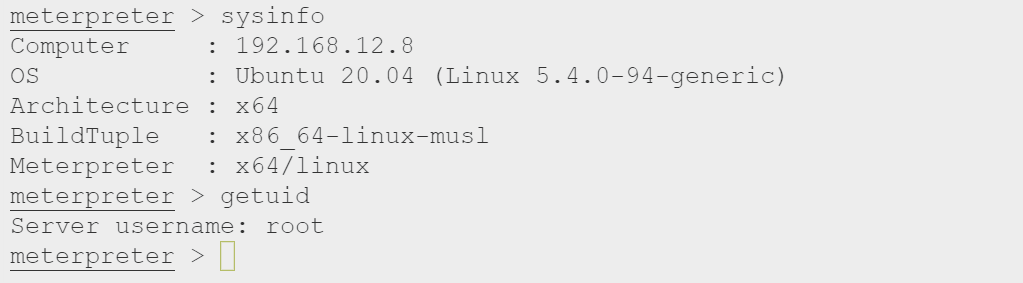 meterpreter > sysinfo
Computer     : 192.168.12.8
OS           : Ubuntu 20.04 (Linux 5.4.0-94-generic)
Architecture : x64
BuildTuple   : x86_64-linux-musl
Meterpreter  : x64/linux
meterpreter > getuid
Server username: root
meterpreter >